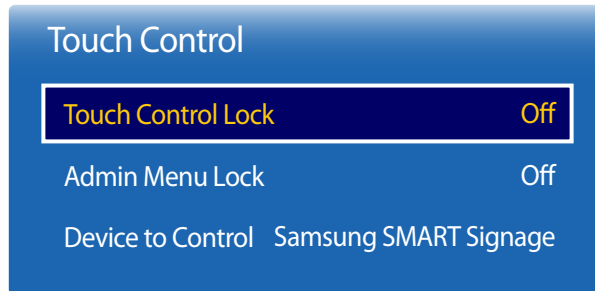 Touch Control
Touch Control Lock Off
Admin Menu Lock Off
Device to Control Samsung SMART Signage